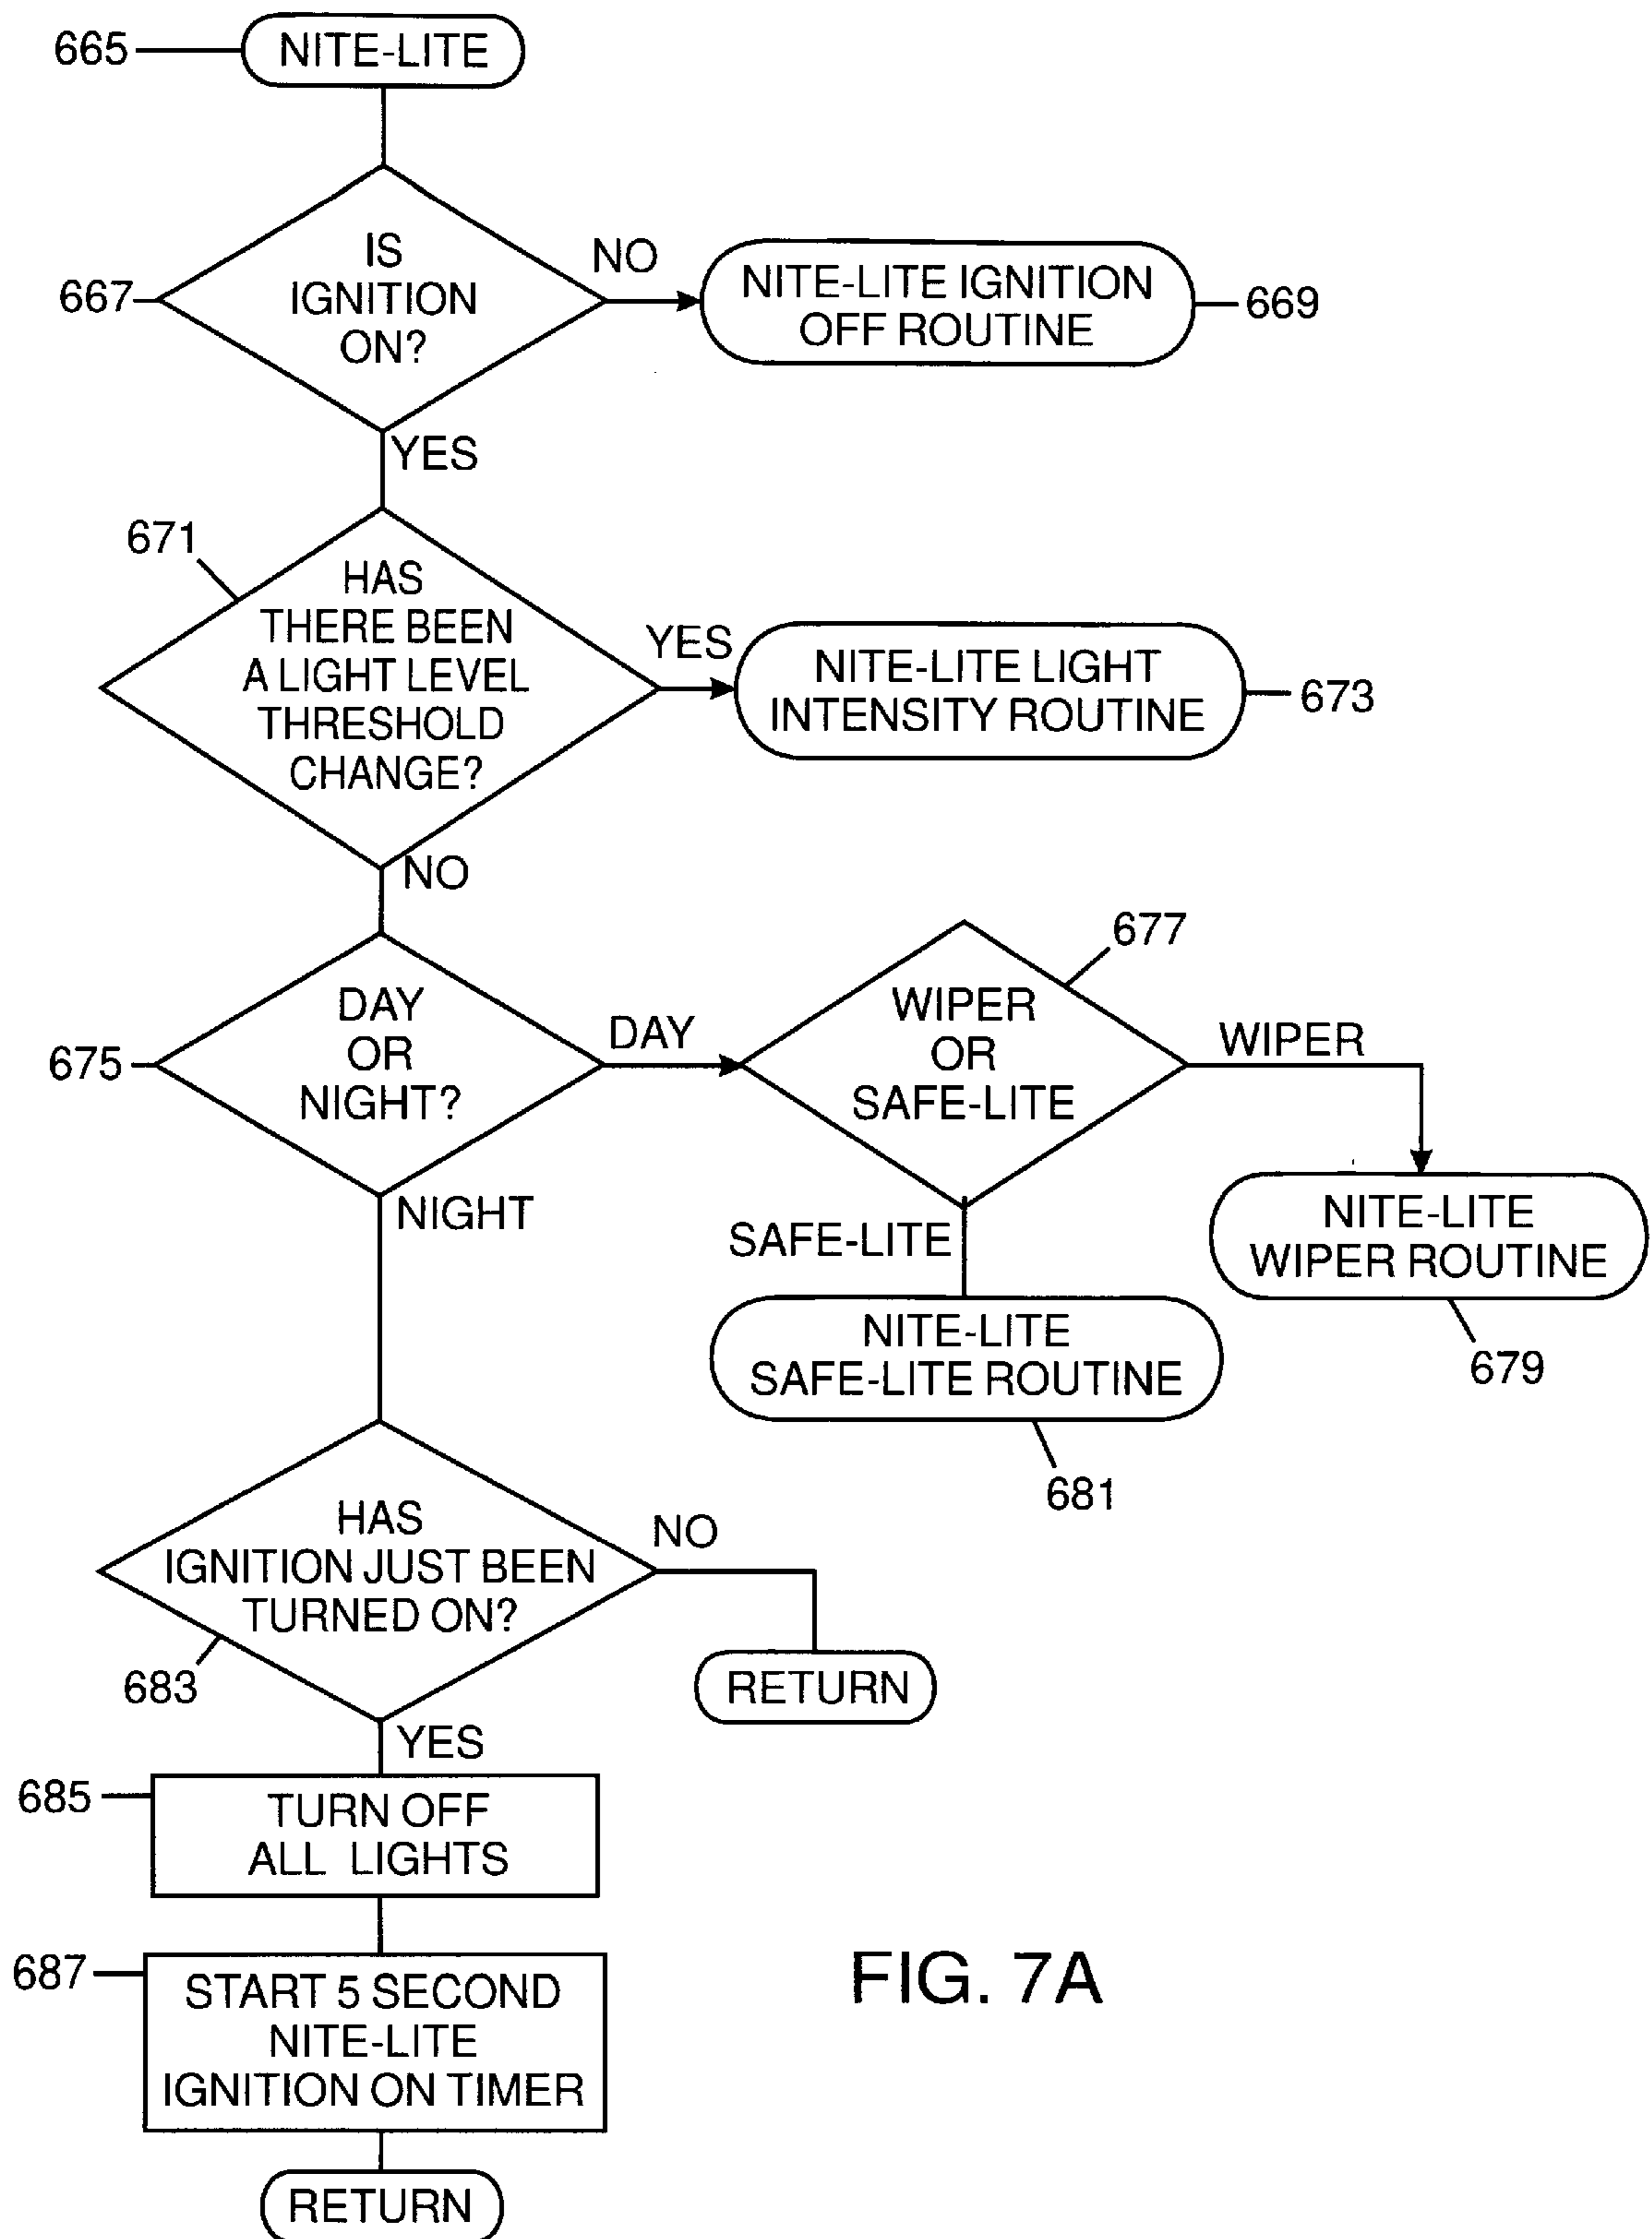 665
NITE-LITE
IS
IGNITION
ON?
667
NO
NITE-LITE IGNITION
OFF ROUTINE
669
YES
671
HAS
THERE BEEN
A LIGHT LEVEL
THRESHOLD
CHANGE?
YES
NITE-LITE LIGHT
INTENSITY ROUTINE
673
NO
675
DAY
OR
NIGHT?
DAY
677
WIPER
OR
SAFE-LITE
WIPER
NITE-LITE
WIPER ROUTINE
679
SAFE-LITE
NITE-LITE
SAFE-LITE ROUTINE
681
NIGHT
HAS
IGNITION JUST BEEN
TURNED ON?
683
NO
RETURN
YES
685
TURN OFF
ALL LIGHTS
687
START 5 SECOND
NITE-LITE
IGNITION ON TIMER
RETURN
FIG. 7A